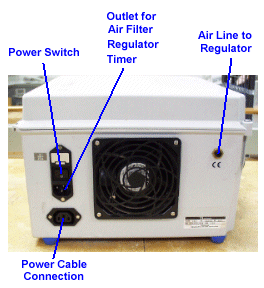 Outlet for
Air Filter
Regulator
Timer
Air Line to
Regulator
Power Switch
CE
Power Cable
Connection